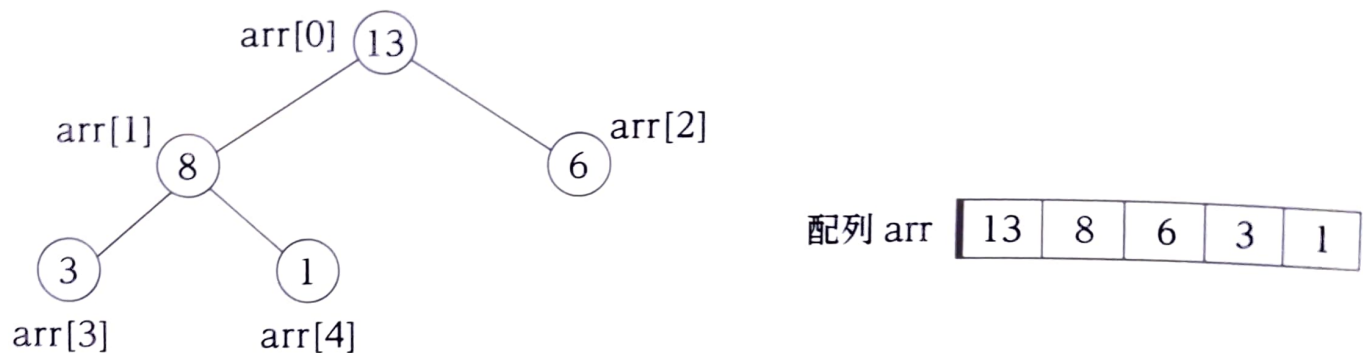 arr[0] 13
arr[1] 8
arr[2] 6
3 1
arr[3] arr[4]
配列 arr 13 8 6 3 1